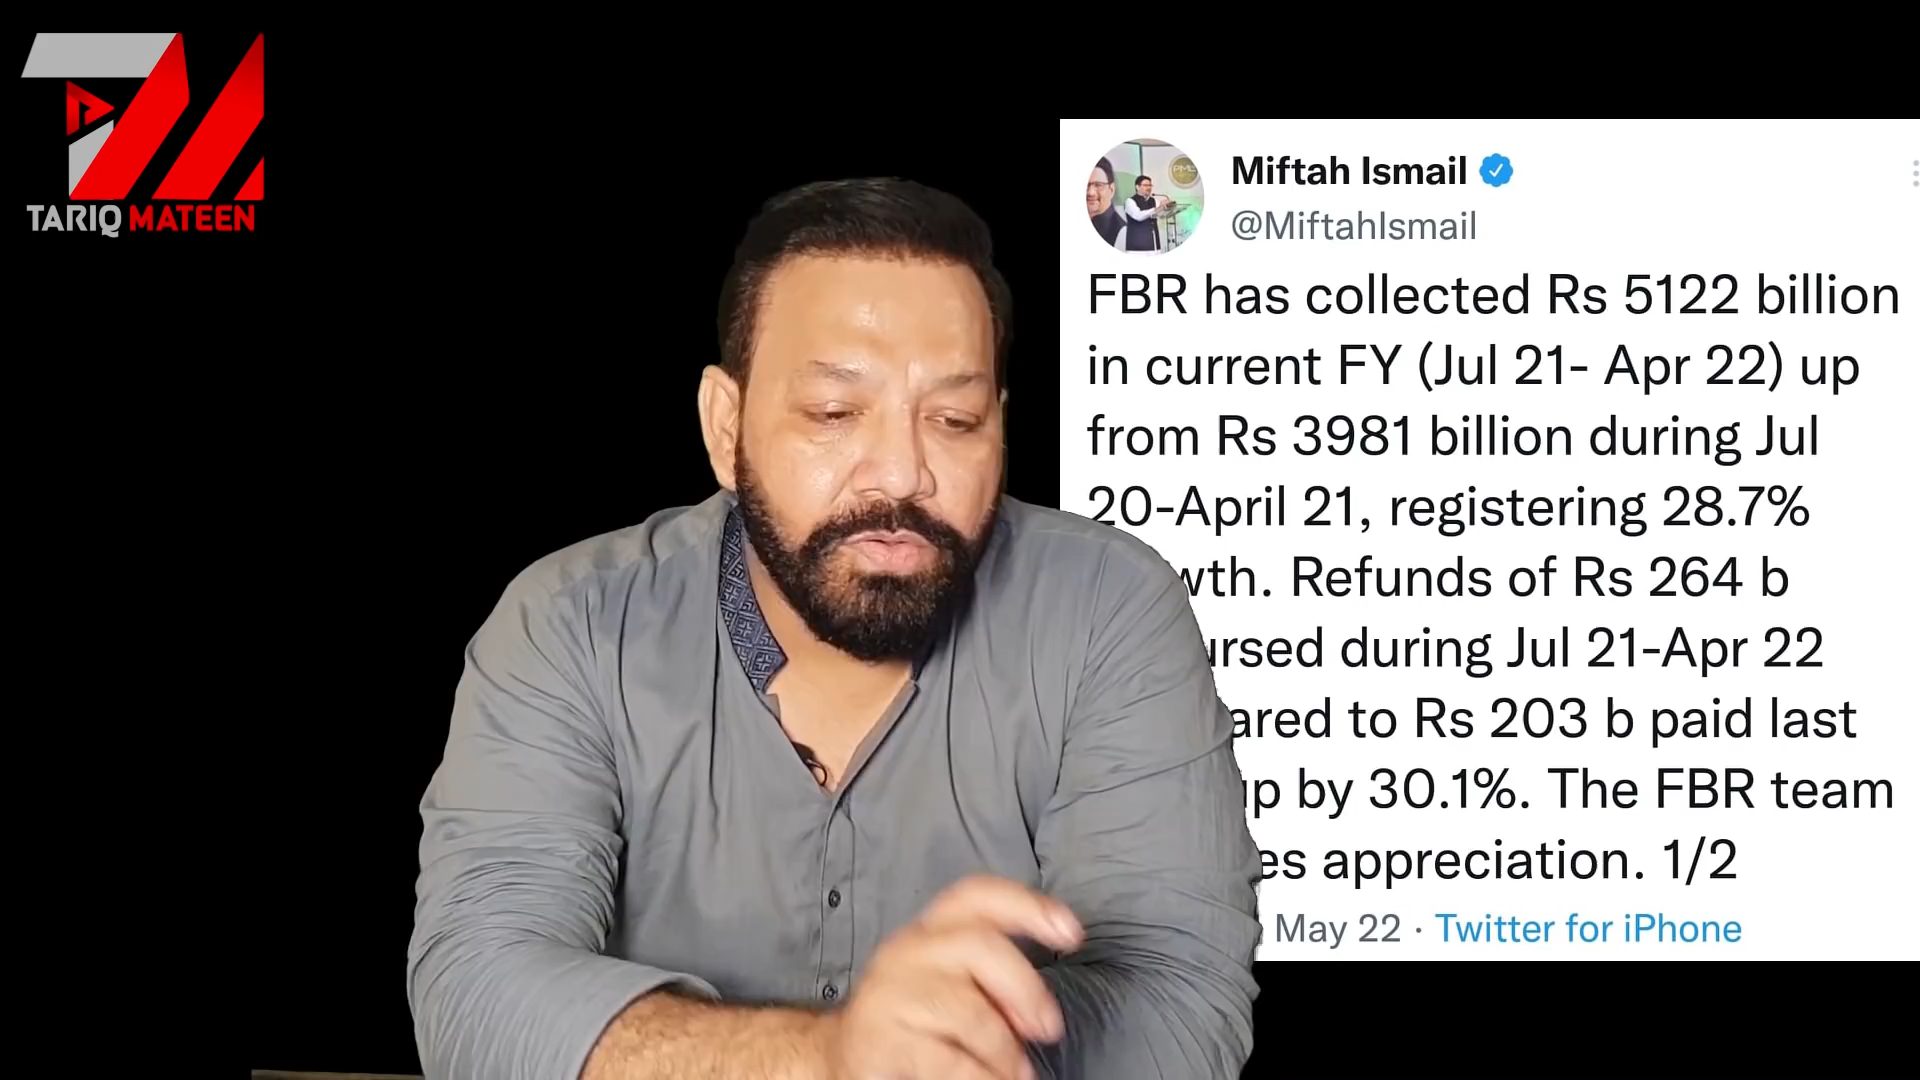 TARIQ MATEEN
Miftah Ismail
@MiftahIsmail
FBR has collected Rs 5122 billion
in current FY (Jul 21- Apr 22) up
from Rs 3981 billion during Jul
20-April 21, registering 28.7%
wth. Refunds of Rs 264 b
ursed during Jul 21-Apr 22
ared to Rs 203 b paid last
up by 30.1%. The FBR team
es appreciation. 1/2
May 22 · Twitter for iPhone